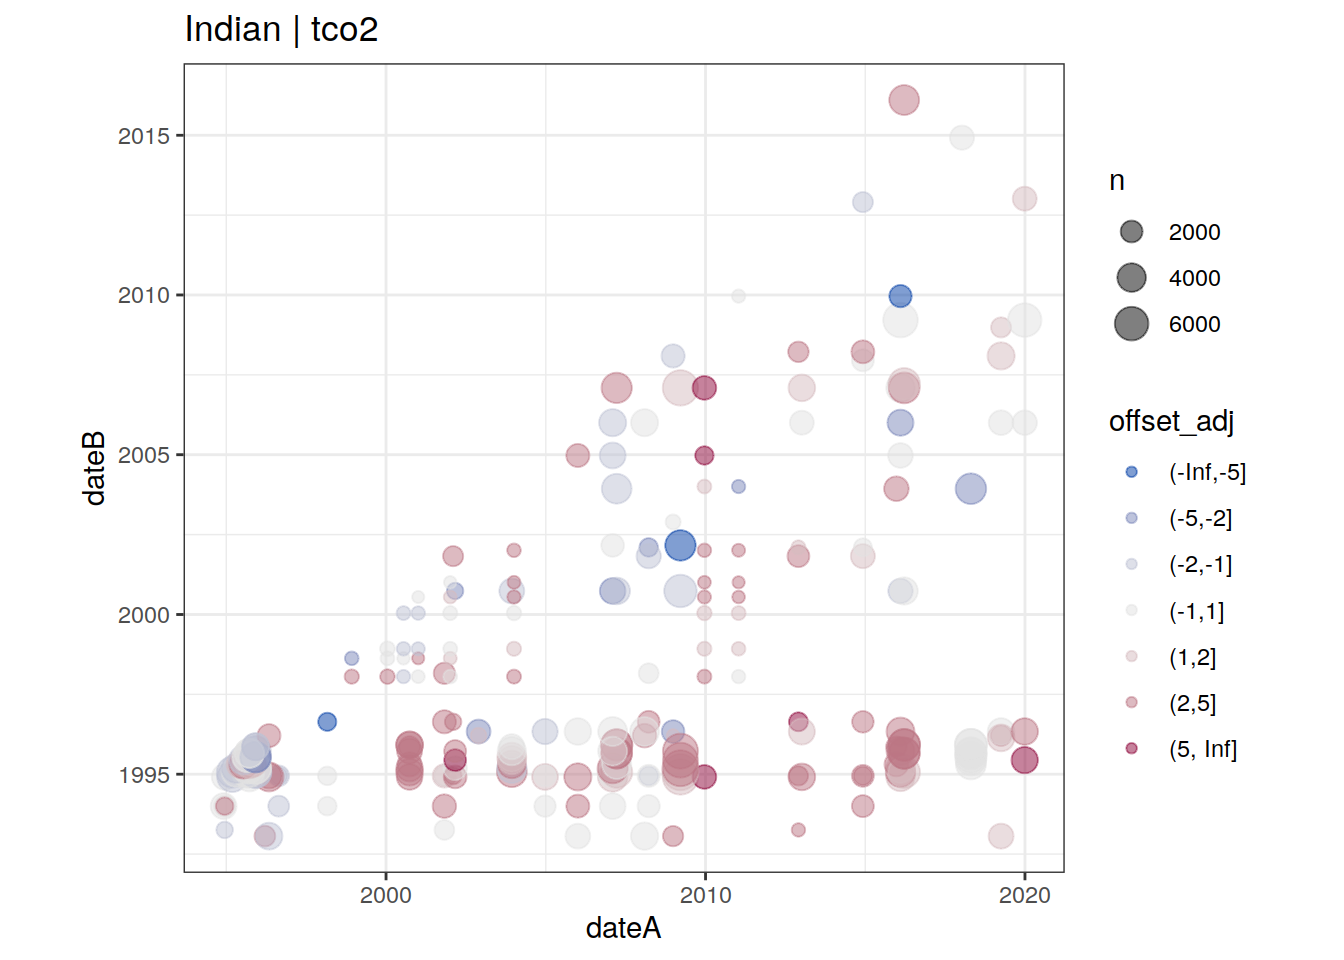 Indian | tco2
2015
2010
2005
2000
1995
dateB
2000
2010
2020
dateA
n
2000
4000
6000
offset_adj
(-Inf,-5]
(-5,-2]
(-2,-1]
(-1,1]
(1,2]
(2,5]
(5, Inf]